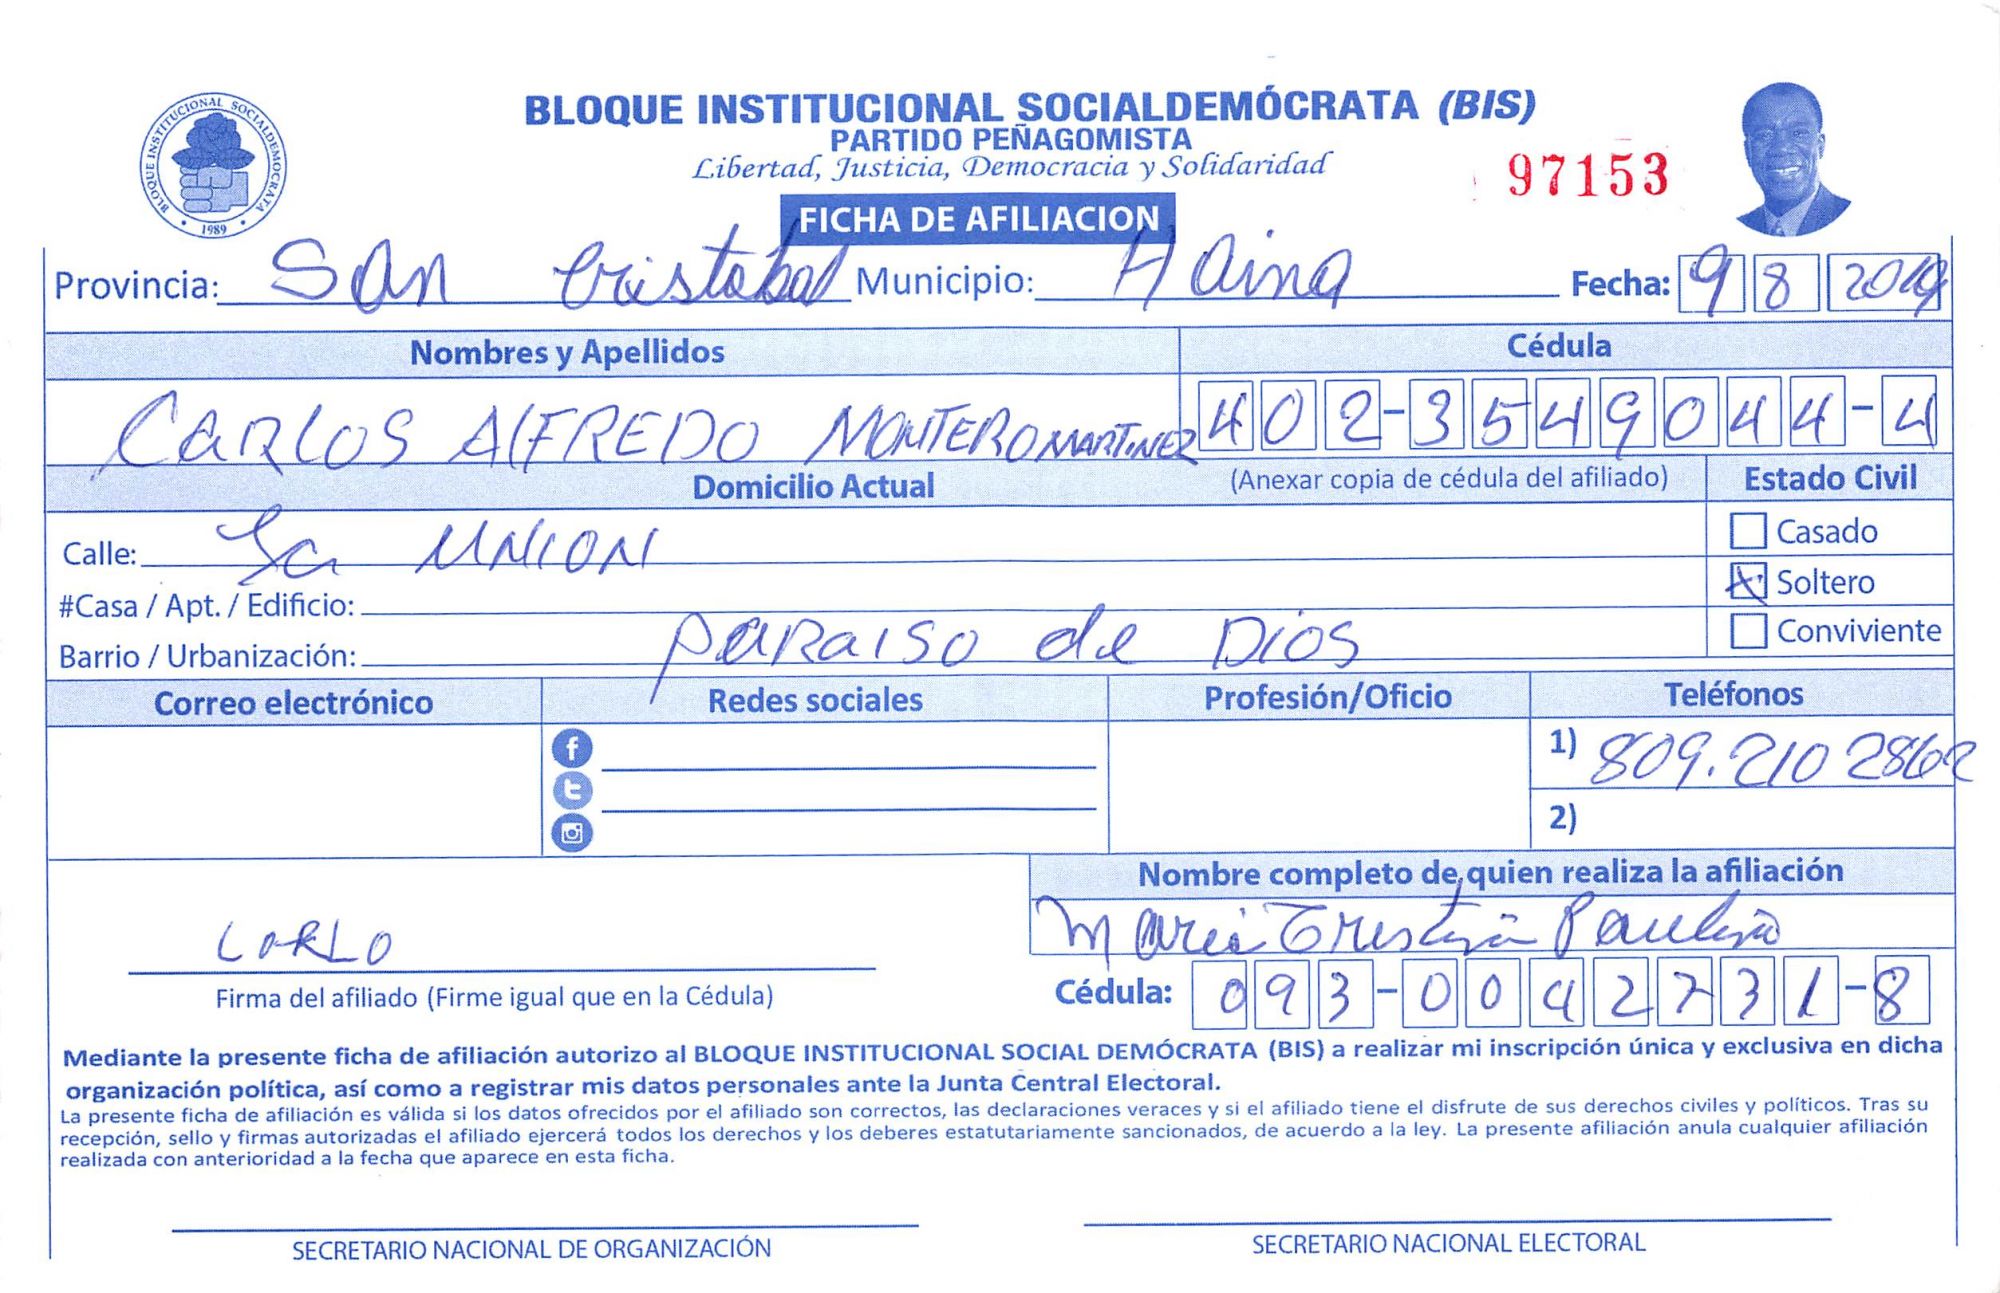 BLOQUE INSTITUCIONAL SOCIALDEMOCRATA
1989
BLOQUE INSTITUCIONAL SOCIALDEMÓCRATA (BIS)
PARTIDO PEÑAGOMISTA
Libertad, Justicia, Democracia y Solidaridad
97153
FICHA DE AFILIACION
Provincia: San Cristobal Municipio: Haina Fecha: 9 8 2019
Nombres y Apellidos Cédula
CARLOS AlFREDO MONTERO MARTINEZ 402-3549044-4
Domicilio Actual (Anexar copia de cédula del afiliado) Estado Civil
Calle: La UNION Casado
#Casa / Apt. / Edificio: Soltero
Barrio / Urbanización: PARAISO de DIOS Conviviente
Correo electrónico Redes sociales Profesión/Oficio Teléfonos
1) 809.210 2862
2)
Nombre completo de quien realiza la afiliación
CARLO Maria Cristina Paulino
Firma del afiliado (Firme igual que en la Cédula) Cédula: 093-0042731-8
Mediante la presente ficha de afiliación autorizo al BLOQUE INSTITUCIONAL SOCIAL DEMÓCRATA (BIS) a realizar mi inscripción única y exclusiva en dicha
organización política, así como a registrar mis datos personales ante la Junta Central Electoral.
La presente ficha de afiliación es válida si los datos ofrecidos por el afiliado son correctos, las declaraciones veraces y si el afiliado tiene el disfrute de sus derechos civiles y políticos. Tras su
recepción, sello y firmas autorizadas el afiliado ejercerá todos los derechos y los deberes estatutariamente sancionados, de acuerdo a la ley. La presente afiliación anula cualquier afiliación
realizada con anterioridad a la fecha que aparece en esta ficha.
SECRETARIO NACIONAL DE ORGANIZACIÓN SECRETARIO NACIONAL ELECTORAL